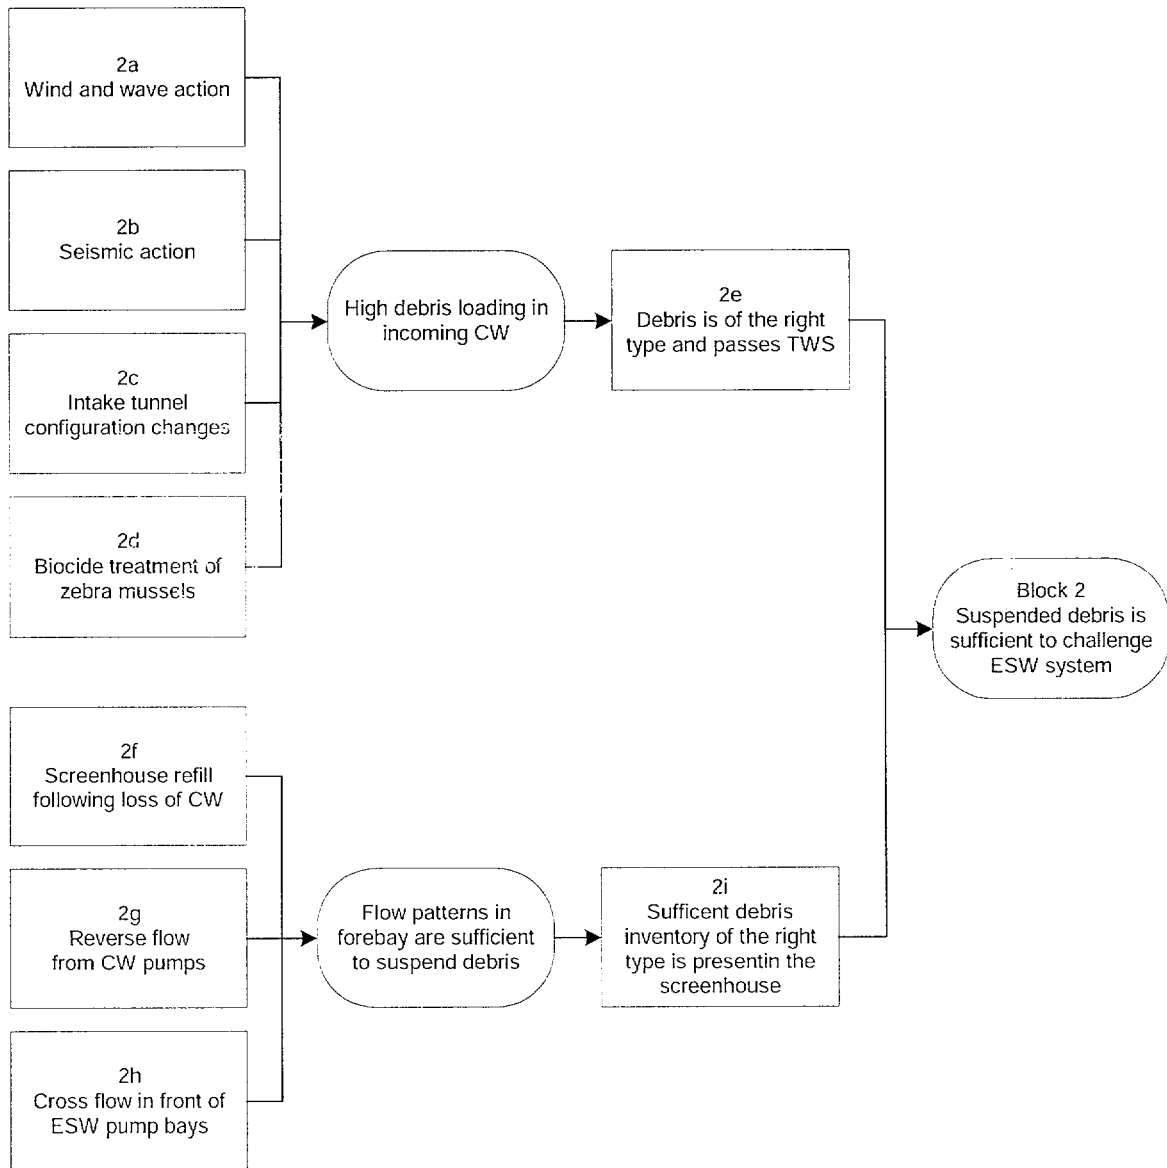 2a
Wind and wave action
2b
Seismic action
2c
Intake tunnel
configuration changes
2d
Biocide treatment of
zebra mussels
High debris loading in
incoming CW
2e
Debris is of the right
type and passes TWS
Block 2
Suspended debris is
sufficient to challenge
ESW system
2f
Screenhouse refill
following loss of CW
2g
Reverse flow
from CW pumps
2h
Cross flow in front of
ESW pump bays
Flow patterns in
forebay are sufficient
to suspend debris
2i
Sufficent debris
inventory of the right
type is presentin the
screenhouse